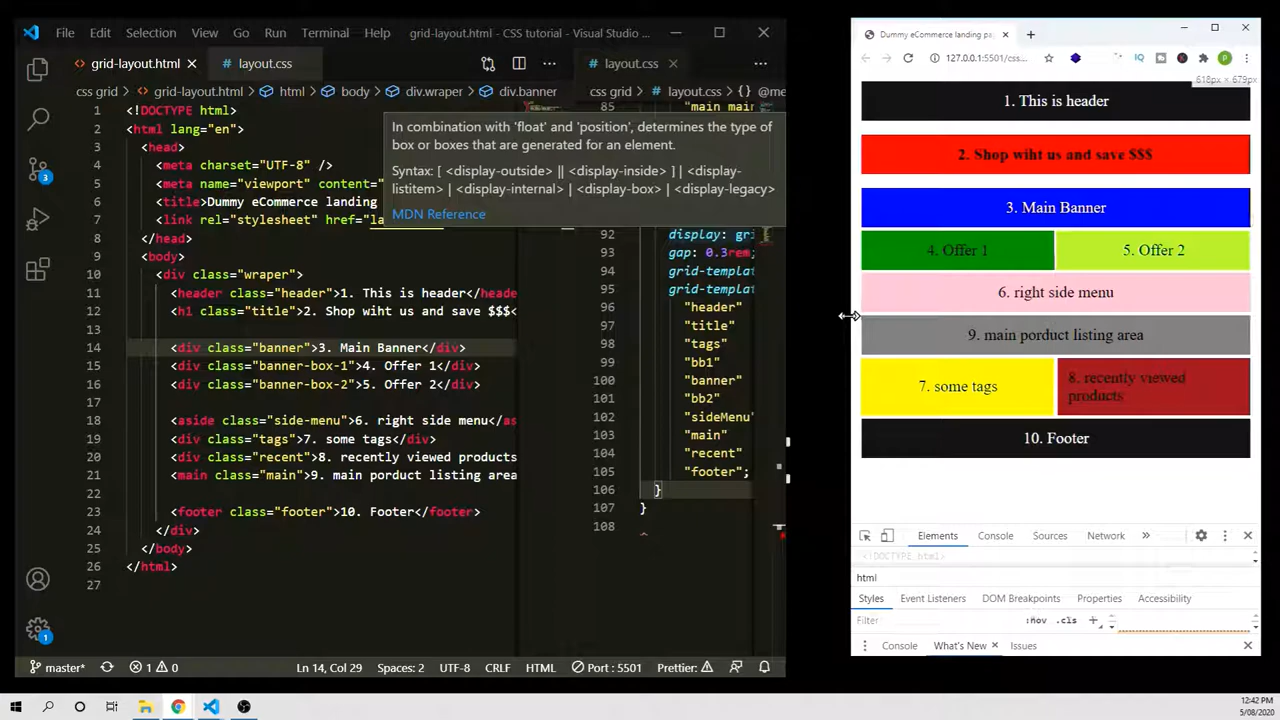 File Edit Selection View Go Run Terminal Help grid-layout.html - CSS tutorial - Visual Studio ...
grid-layout.html
layout.css
css grid > grid-layout.html > html > body > div.wraper >
css grid > layout.css > {} @me
1 <!DOCTYPE html>
2 <html lang="en">
3 <head>
4 <meta charset="UTF-8" />
5 <meta name="viewport" content="
6 <title>Dummy eCommerce landing
7 <link rel="stylesheet" href="la
8 </head>
9 <body>
10 <div class="wraper">
11 <header class="header">1. This is header</heade
12 <h1 class="title">2. Shop wiht us and save $$$<
13
14 <div class="banner">3. Main Banner</div>
15 <div class="banner-box-1">4. Offer 1</div>
16 <div class="banner-box-2">5. Offer 2</div>
17
18 <aside class="side-menu">6. right side menu</as
19 <div class="tags">7. some tags</div>
20 <div class="recent">8. recently viewed products
21 <main class="main">9. main porduct listing area
22
23 <footer class="footer">10. Footer</footer>
24 </div>
25 </body>
26 </html>
27
In combination with 'float' and 'position', determines the type of
box or boxes that are generated for an element.
Syntax: [ <display-outside> || <display-inside> ] | <display-
listitem> | <display-internal> | <display-box> | <display-legacy>
MDN Reference
85 "main mai
92 display: gri
93 gap: 0.3rem;
94 grid-templat
95 grid-templat
96 "header"
97 "title"
98 "tags"
99 "bb1"
100 "banner"
101 "bb2"
102 "sideMenu"
103 "main"
104 "recent"
105 "footer";
106 }
107 }
108
3
1
master* 1 0 Ln 14, Col 29 Spaces: 2 UTF-8 CRLF HTML Port : 5501 Prettier:
Dummy eCommerce landing pa
127.0.0.1:5501/css...
IQ
P
618px × 679px
1. This is header
2. Shop wiht us and save $$$
3. Main Banner
4. Offer 1
5. Offer 2
6. right side menu
9. main porduct listing area
7. some tags
8. recently viewed
products
10. Footer
Elements Console Sources Network »
<!DOCTYPE html>
html
Styles Event Listeners DOM Breakpoints Properties Accessibility
Filter :hov .cls +
Console What's New Issues
12:42 PM
5/08/2020